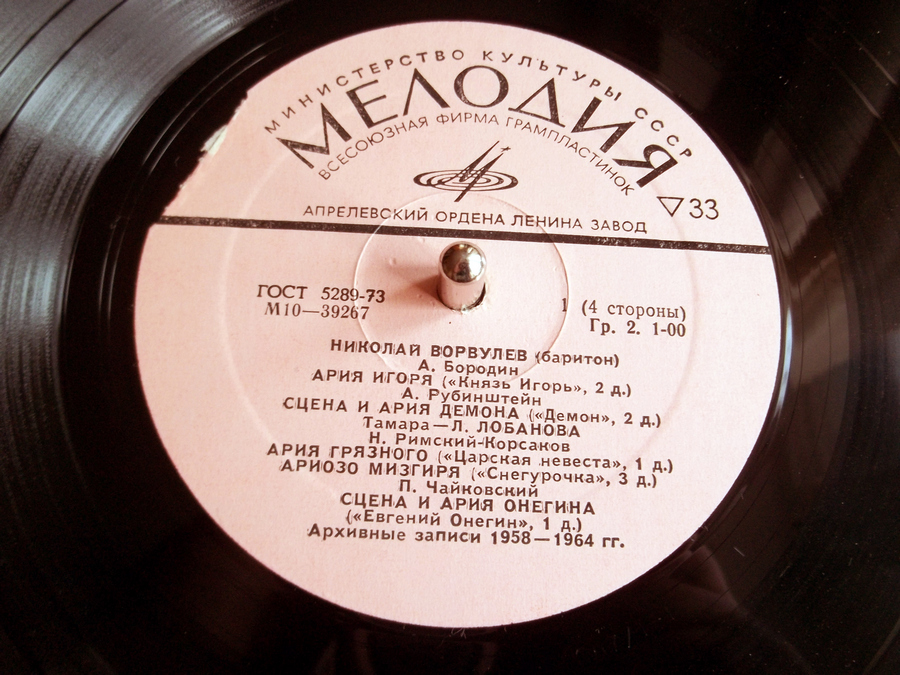 МИНИСТЕРСТВО КУЛЬТУРЫ СССР
МЕЛОДИЯ
ВСЕСОЮЗНАЯ ФИРМА ГРАМПЛАСТИНОК
▽33
АПРЕЛЕВСКИЙ ОРДЕНА ЛЕНИНА ЗАВОД
ГОСТ 5289-73
М10—39267
1 (4 стороны)
Гр. 2. 1-00
НИКОЛАЙ ВОРВУЛЕВ (баритон)
А. Бородин
АРИЯ ИГОРЯ («Князь Игорь», 2 д.)
А. Рубинштейн
СЦЕНА И АРИЯ ДЕМОНА («Демон», 2 д.)
Тамара—Л. ЛОБАНОВА
Н. Римский-Корсаков
АРИЯ ГРЯЗНОГО («Царская невеста», 1 д.)
АРИОЗО МИЗГИРЯ («Снегурочка», 3 д.)
П. Чайковский
СЦЕНА И АРИЯ ОНЕГИНА
(«Евгений Онегин», 1 д.)
Архивные записи 1958—1964 гг.